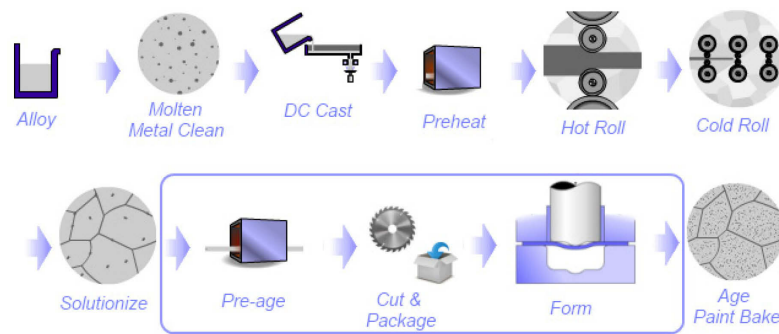 Alloy
Molten
Metal Clean
DC Cast
Preheat
Hot Roll
Cold Roll
Solutionize
Pre-age
Cut &
Package
Form
Age
Paint Bake